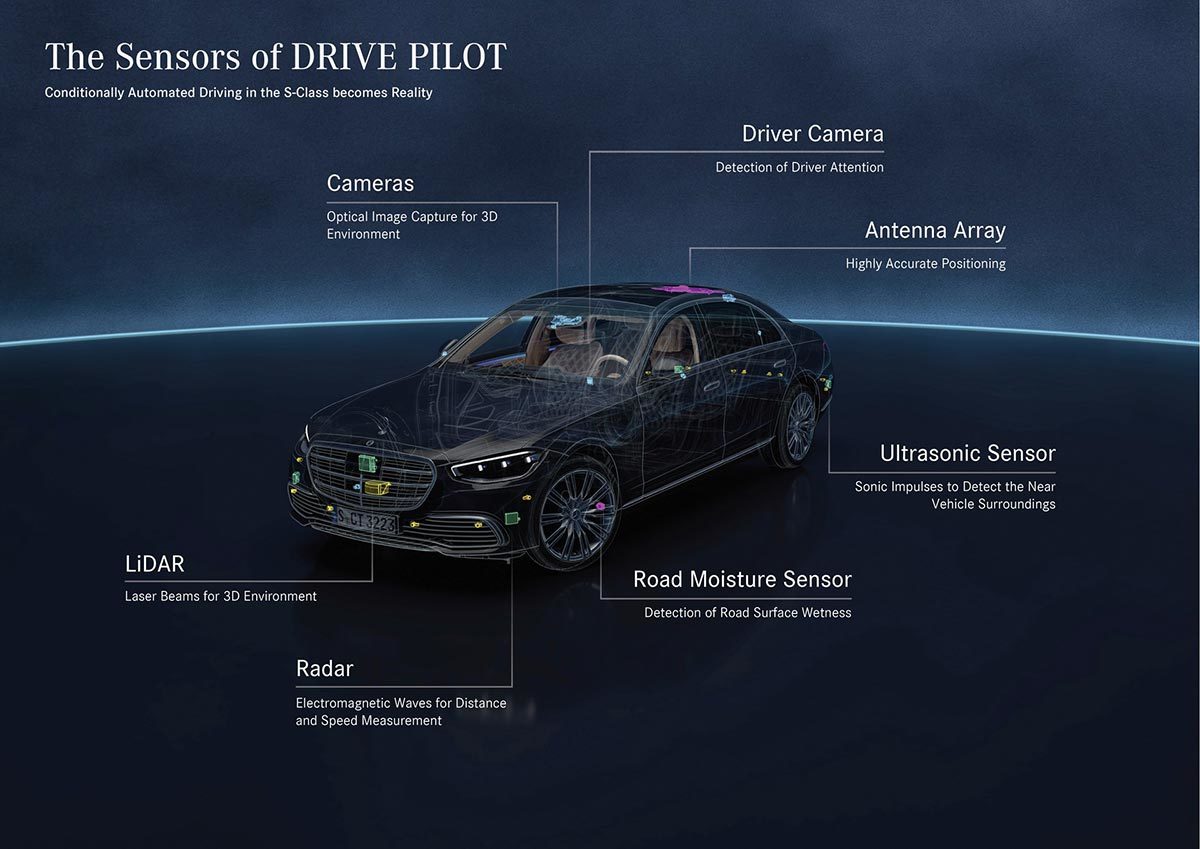 The Sensors of DRIVE PILOT
Conditionally Automated Driving in the S-Class becomes Reality
Driver Camera
Detection of Driver Attention
Cameras
Optical Image Capture for 3D
Environment
Antenna Array
Highly Accurate Positioning
Ultrasonic Sensor
Sonic Impulses to Detect the Near
Vehicle Surroundings
S·CT 3223
LiDAR
Laser Beams for 3D Environment
Road Moisture Sensor
Detection of Road Surface Wetness
Radar
Electromagnetic Waves for Distance
and Speed Measurement